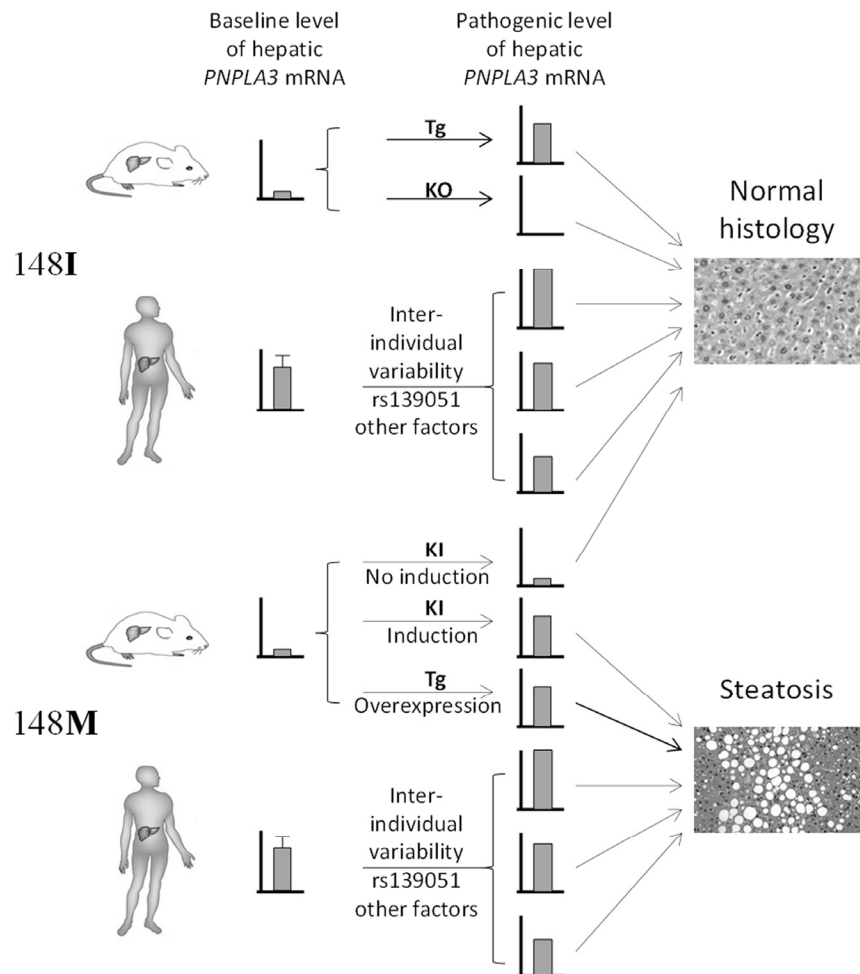 Baseline level
of hepatic
PNPLA3 mRNA
Pathogenic level
of hepatic
PNPLA3 mRNA
Tg
KO
Normal
histology
148I
Inter-
individual
variability
rs139051
other factors
KI
No induction
KI
Induction
Tg
Overexpression
Steatosis
148M
Inter-
individual
variability
rs139051
other factors